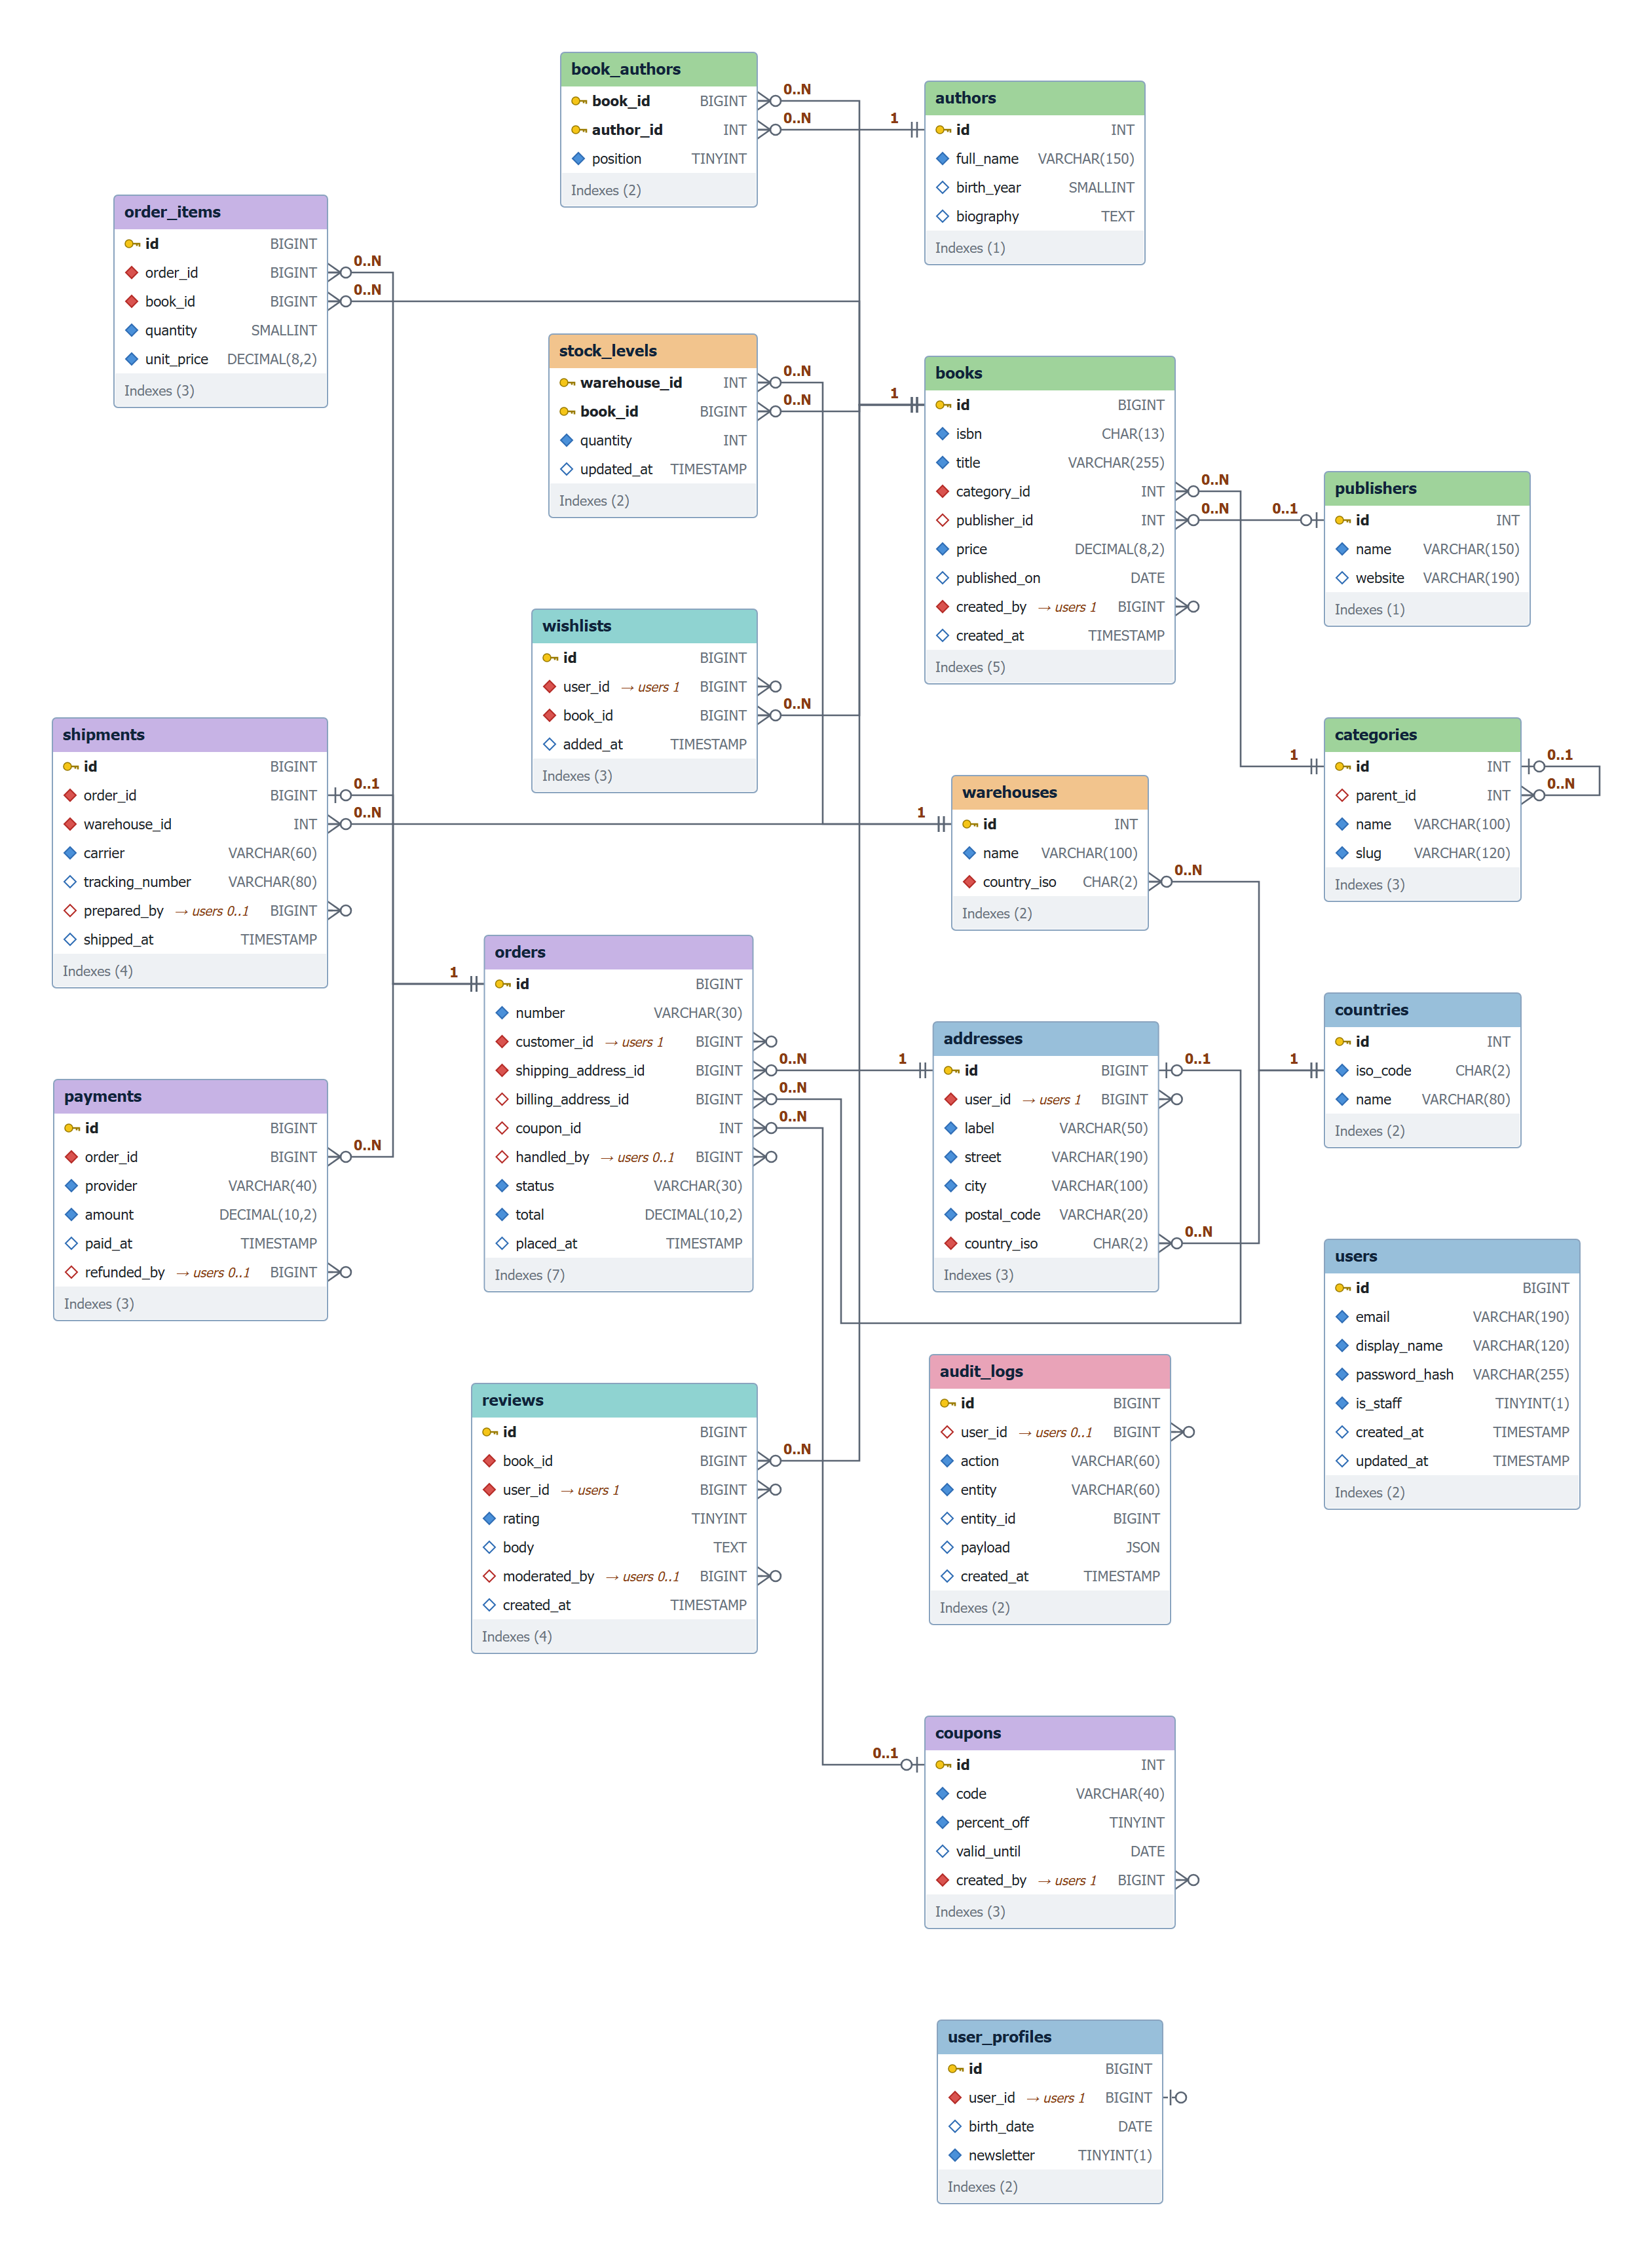 book_authors
book_id BIGINT
author_id INT
position TINYINT
Indexes (2)
0..N
0..N
1
authors
id INT
full_name VARCHAR(150)
birth_year SMALLINT
biography TEXT
Indexes (1)
order_items
id BIGINT
order_id BIGINT
book_id BIGINT
quantity SMALLINT
unit_price DECIMAL(8,2)
Indexes (3)
0..N
0..N
stock_levels
warehouse_id INT
book_id BIGINT
quantity INT
updated_at TIMESTAMP
Indexes (2)
0..N
0..N
1
books
id BIGINT
isbn CHAR(13)
title VARCHAR(255)
category_id INT
publisher_id INT
price DECIMAL(8,2)
published_on DATE
created_by → users 1 BIGINT
created_at TIMESTAMP
Indexes (5)
0..N
0..N
0..1
publishers
id INT
name VARCHAR(150)
website VARCHAR(190)
Indexes (1)
wishlists
id BIGINT
user_id → users 1 BIGINT
book_id BIGINT
added_at TIMESTAMP
Indexes (3)
0..N
shipments
id BIGINT
order_id BIGINT
warehouse_id INT
carrier VARCHAR(60)
tracking_number VARCHAR(80)
prepared_by → users 0..1 BIGINT
shipped_at TIMESTAMP
Indexes (4)
0..1
0..N
1
warehouses
id INT
name VARCHAR(100)
country_iso CHAR(2)
Indexes (2)
0..N
1
categories
id INT
parent_id INT
name VARCHAR(100)
slug VARCHAR(120)
Indexes (3)
0..1
0..N
1
orders
id BIGINT
number VARCHAR(30)
customer_id → users 1 BIGINT
shipping_address_id BIGINT
billing_address_id BIGINT
coupon_id INT
handled_by → users 0..1 BIGINT
status VARCHAR(30)
total DECIMAL(10,2)
placed_at TIMESTAMP
Indexes (7)
0..N
0..N
0..N
1
addresses
id BIGINT
user_id → users 1 BIGINT
label VARCHAR(50)
street VARCHAR(190)
city VARCHAR(100)
postal_code VARCHAR(20)
country_iso CHAR(2)
Indexes (3)
0..1
0..N
1
countries
id INT
iso_code CHAR(2)
name VARCHAR(80)
Indexes (2)
payments
id BIGINT
order_id BIGINT
provider VARCHAR(40)
amount DECIMAL(10,2)
paid_at TIMESTAMP
refunded_by → users 0..1 BIGINT
Indexes (3)
0..N
users
id BIGINT
email VARCHAR(190)
display_name VARCHAR(120)
password_hash VARCHAR(255)
is_staff TINYINT(1)
created_at TIMESTAMP
updated_at TIMESTAMP
Indexes (2)
reviews
id BIGINT
book_id BIGINT
user_id → users 1 BIGINT
rating TINYINT
body TEXT
moderated_by → users 0..1 BIGINT
created_at TIMESTAMP
Indexes (4)
0..N
audit_logs
id BIGINT
user_id → users 0..1 BIGINT
action VARCHAR(60)
entity VARCHAR(60)
entity_id BIGINT
payload JSON
created_at TIMESTAMP
Indexes (2)
0..1
coupons
id INT
code VARCHAR(40)
percent_off TINYINT
valid_until DATE
created_by → users 1 BIGINT
Indexes (3)
user_profiles
id BIGINT
user_id → users 1 BIGINT
birth_date DATE
newsletter TINYINT(1)
Indexes (2)